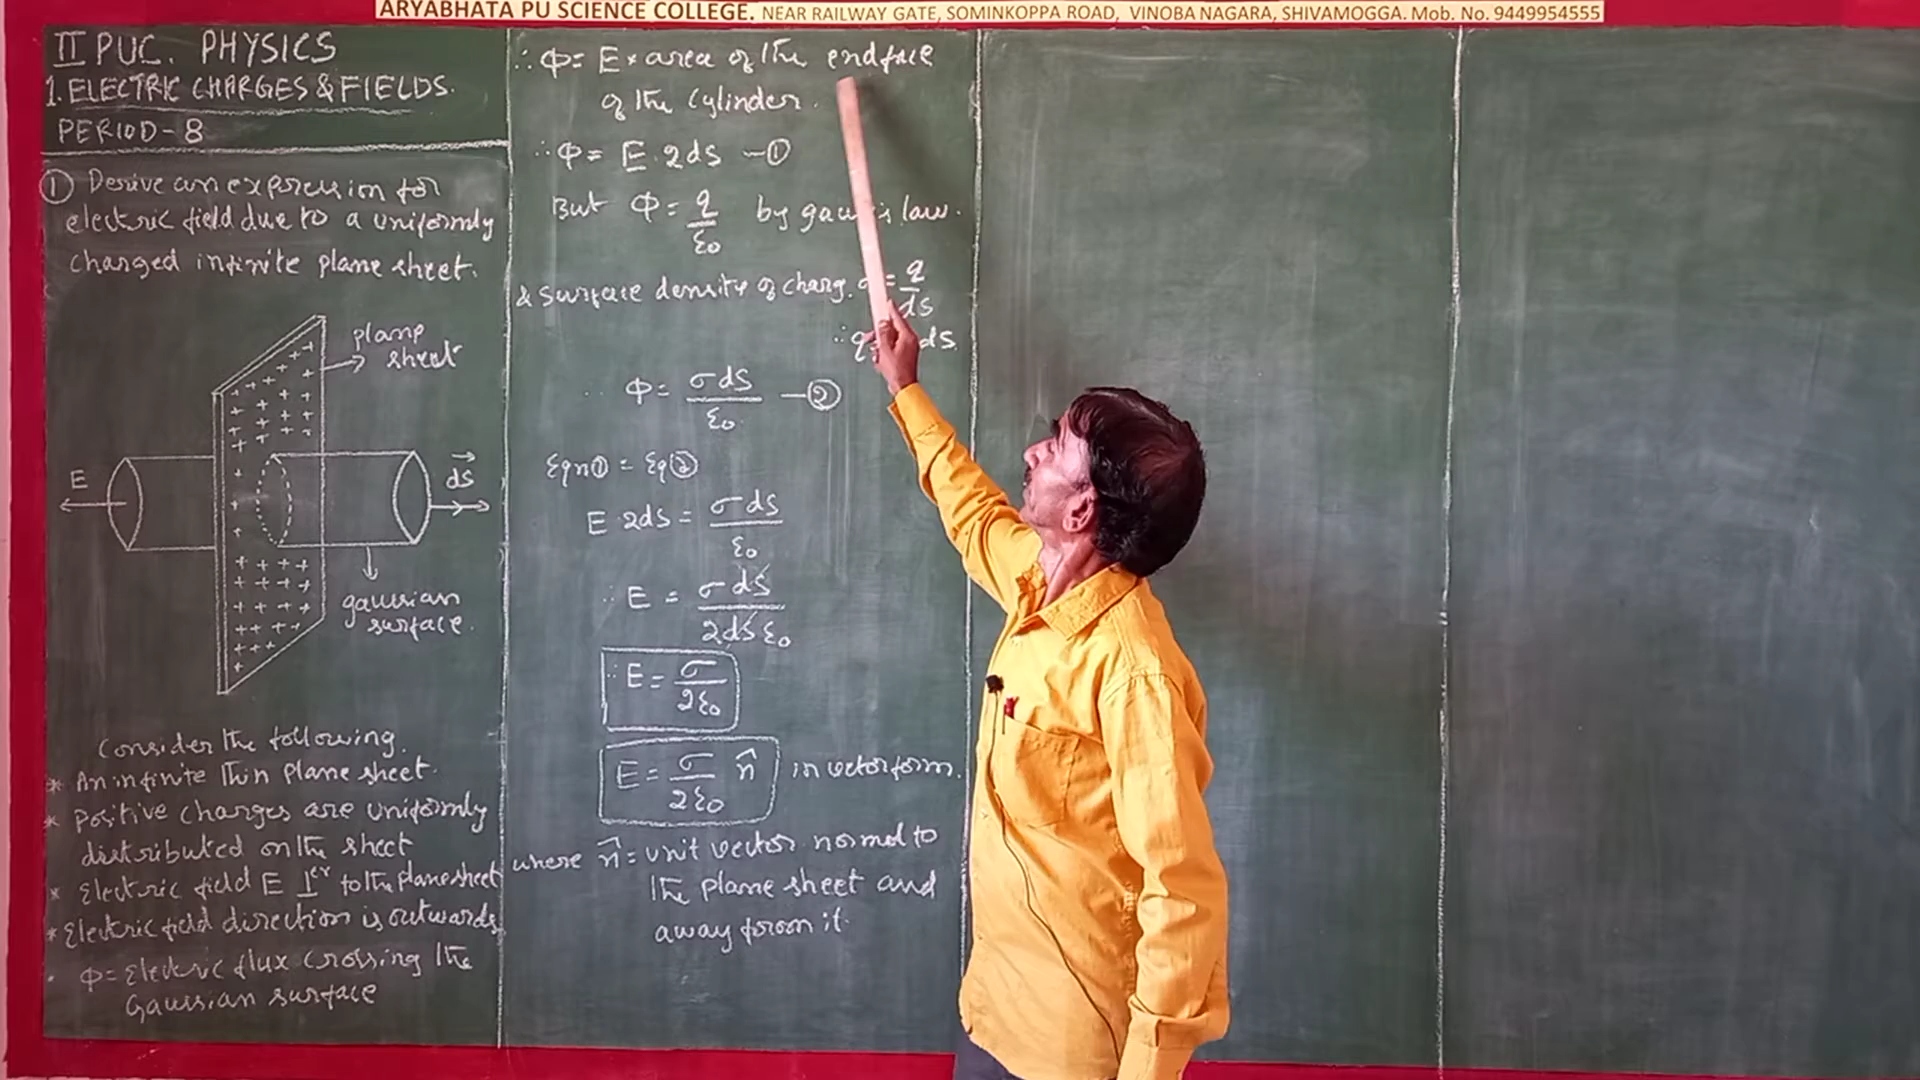 ARYABHATA PU SCIENCE COLLEGE. NEAR RAILWAY GATE, SOMINKOPPA ROAD, VINOBA NAGARA, SHIVAMOGGA. Mob. No. 9449954555
II PUC. PHYSICS
1. ELECTRIC CHARGES & FIELDS.
PERIOD-8
① Derive an expression for
electric field due to a uniformly
charged infinite plane sheet.
plane
sheet
E
ds
gaussian
surface.
Consider the following.
* An infinite thin plane sheet.
* Positive charges are uniformly
distributed on the sheet
* Electric field E ⊥er to the plane sheet
* Electric field direction is outwards
φ = Electric flux crossing the
Gaussian surface
∴ φ = E × area of the end face
of the cylinder.
∴ φ = E · 2ds —①
But φ = q/ε₀ by gauss's law.
& Surface density of charg. = q/ds
∴ q = ds
∴ φ = σds/ε₀ —②
Eqn① = Eq②
E · 2ds = σds/ε₀
∴ E = σds/2dsε₀
∴ E = σ/2ε₀
E = σ/2ε₀ n̂ in vector form.
where n̂ = unit vector normal to
the plane sheet and
away from it.